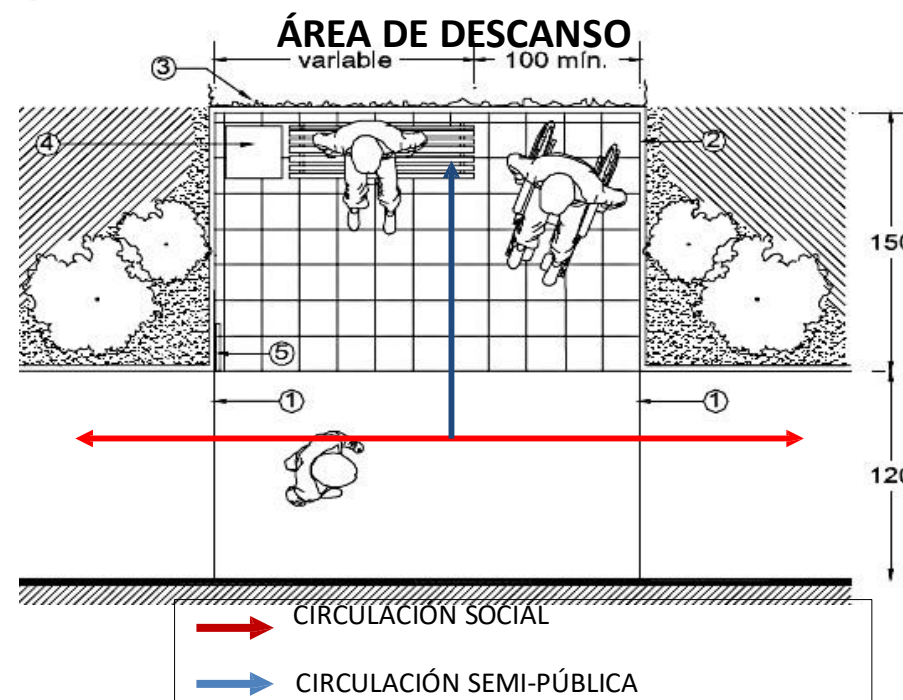 ÁREA DE DESCANSO
variable 100 mín.
3
4
2
150
5
1
1
120
CIRCULACIÓN SOCIAL
CIRCULACIÓN SEMI-PÚBLICA